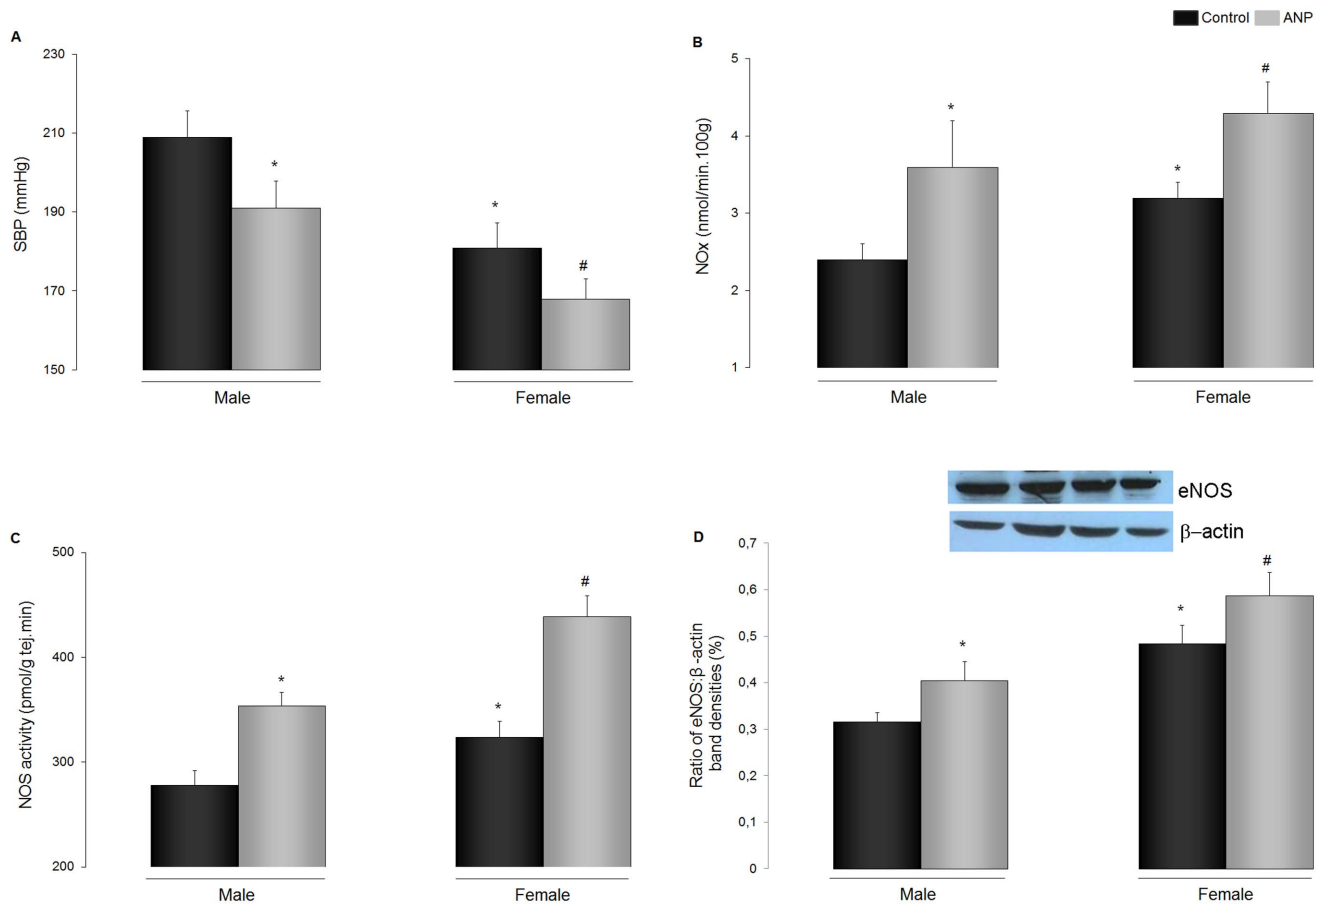 Control ANP
A
230
210
190
170
150
SBP (mmHg)
*
*
#
Male Female
B
5
4
3
2
1
NOx (nmol/min.100g)
*
*
#
Male Female
C
500
400
300
200
NOS activity (pmol/g tej.min)
*
*
#
Male Female
eNOS
β–actin
D
0,7
0,6
0,5
0,4
0,3
0,2
0,1
0
Ratio of eNOS:β -actin
band densities (%)
*
*
#
Male Female